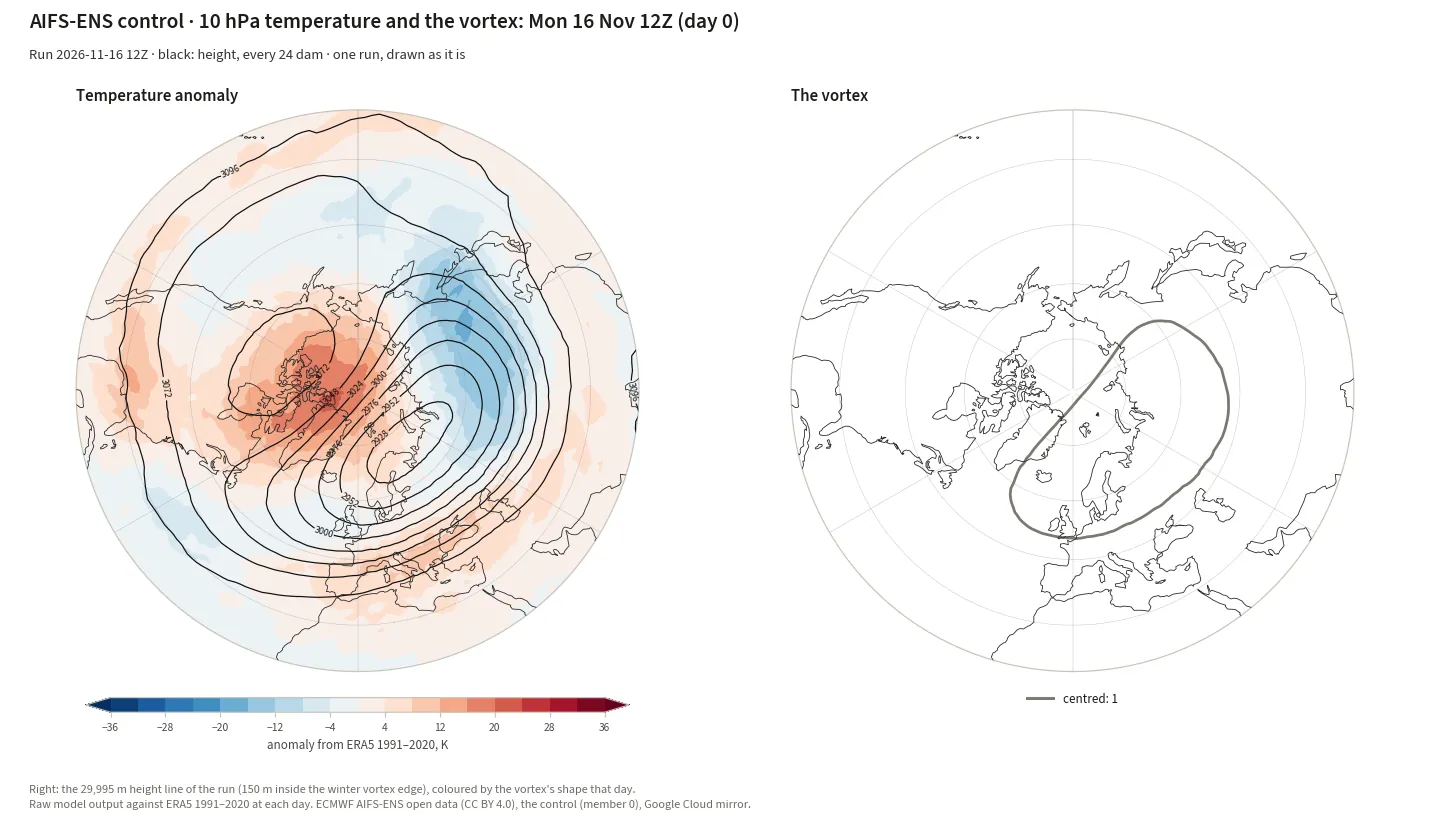 AIFS-ENS control · 10 hPa temperature and the vortex: Mon 16 Nov 12Z (day 0)
Run 2026-11-16 12Z · black: height, every 24 dam · one run, drawn as it is
Temperature anomaly
The vortex
3096
3072
3096
3024
3000
2976
2952
2928
2952
3000
centred: 1
−36 −28 −20 −12 −4 4 12 20 28 36
anomaly from ERA5 1991–2020, K
Right: the 29,995 m height line of the run (150 m inside the winter vortex edge), coloured by the vortex's shape that day.
Raw model output against ERA5 1991–2020 at each day. ECMWF AIFS-ENS open data (CC BY 4.0), the control (member 0), Google Cloud mirror.